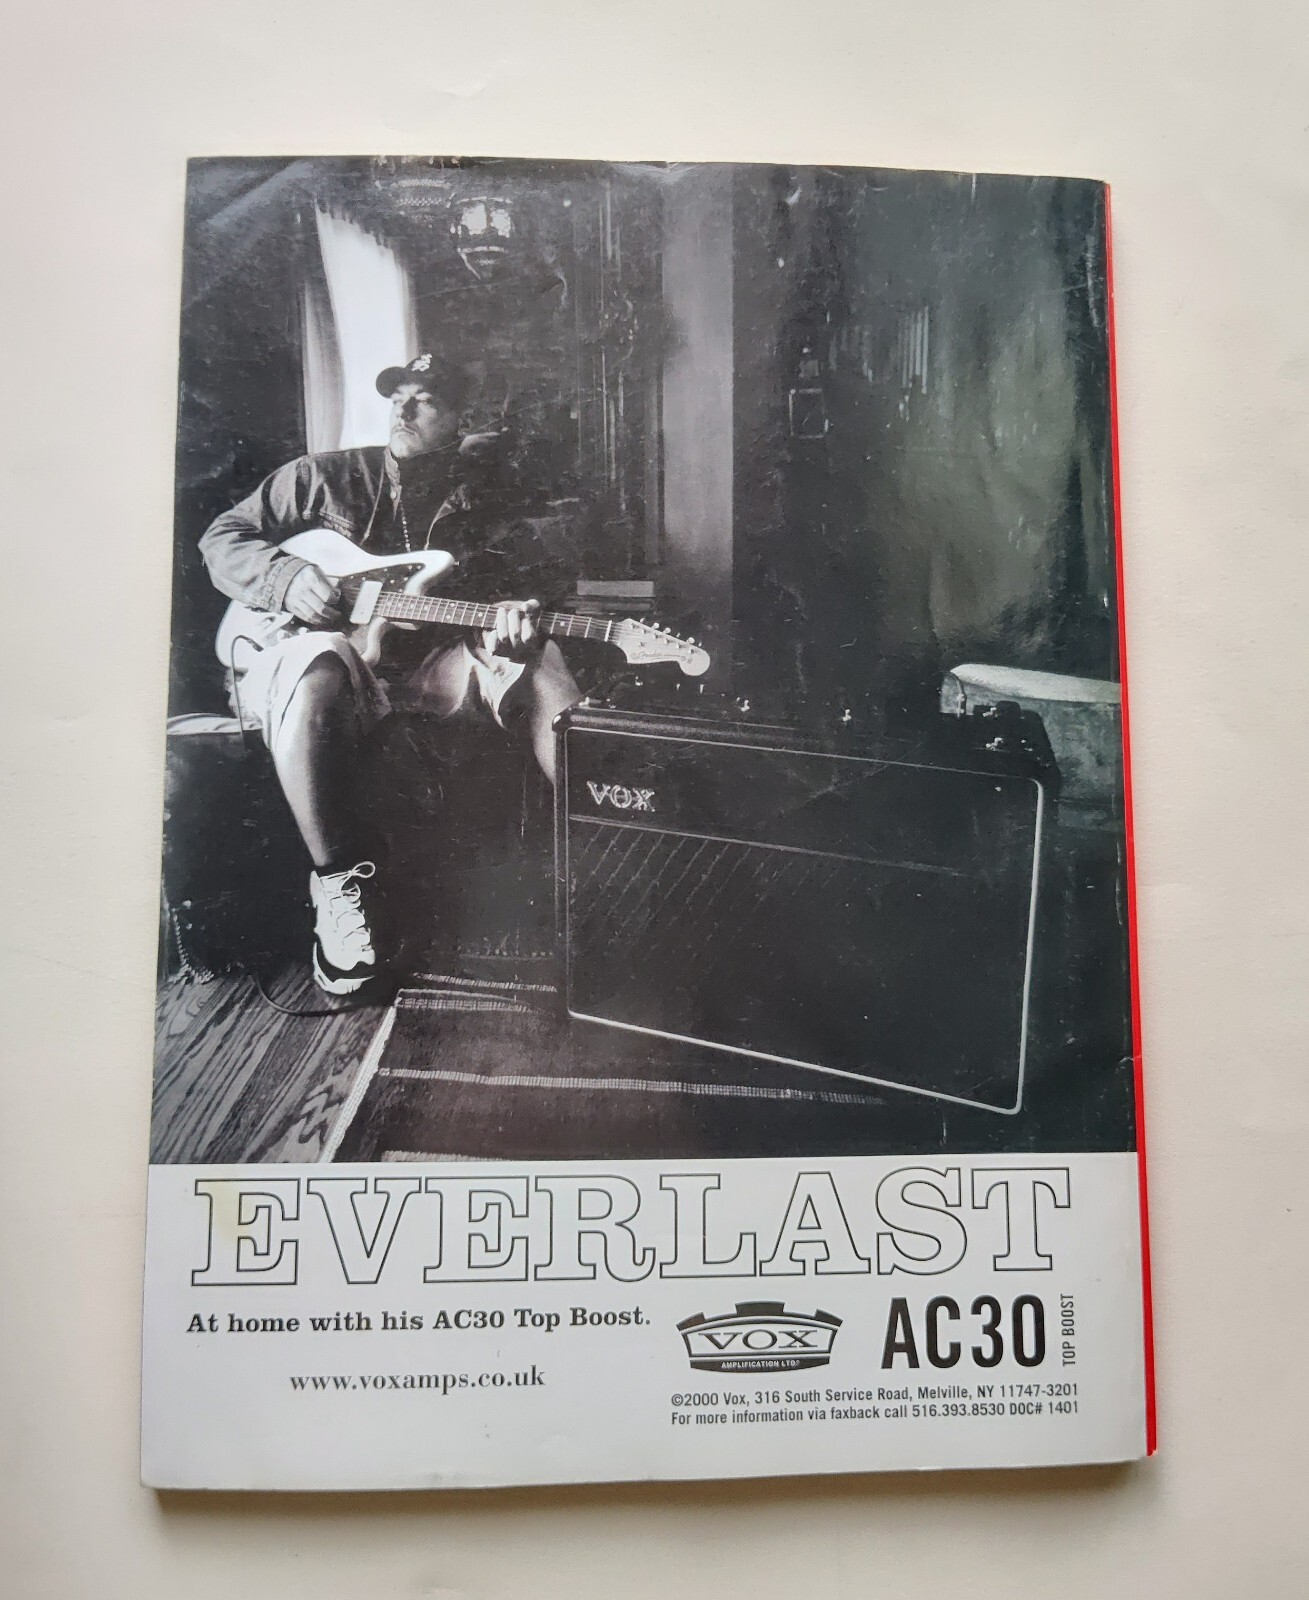 VOX
Fender
EVERLAST
At home with his AC30 Top Boost.
www.voxamps.co.uk
VOX
AMPLIFICATION LTD.
AC30
TOP BOOST
©2000 Vox, 316 South Service Road, Melville, NY 11747-3201
For more information via faxback call 516.393.8530 DOC# 1401